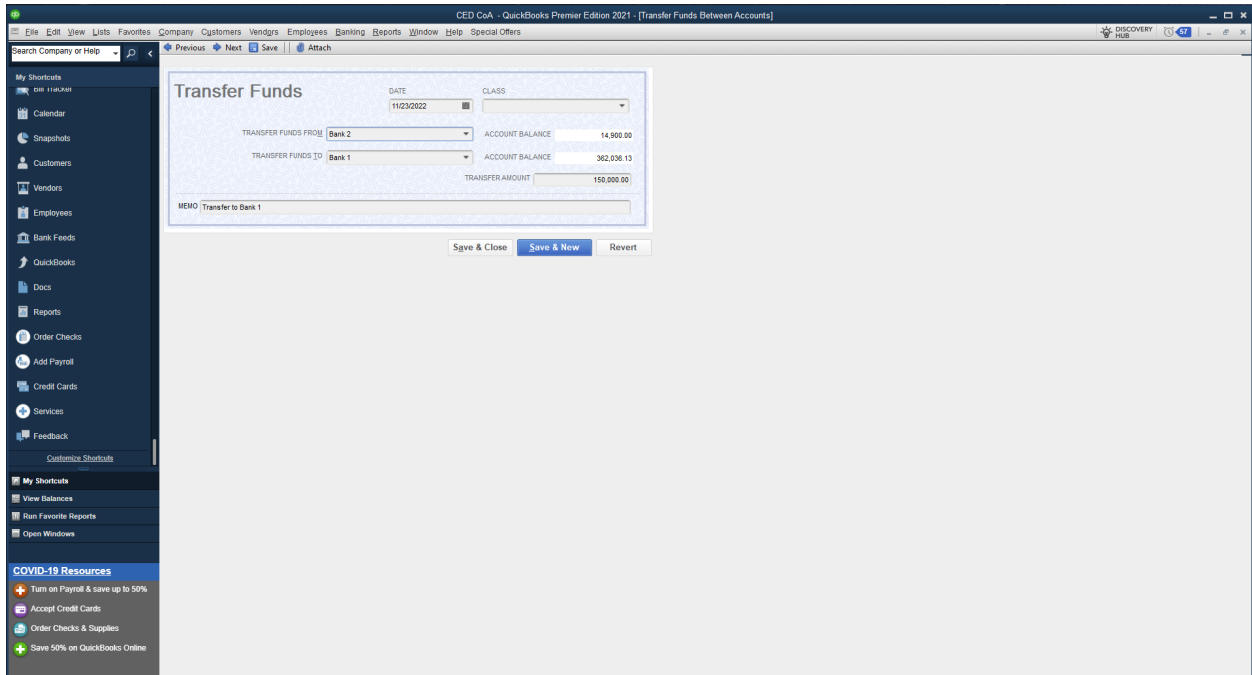 CED CoA - QuickBooks Premier Edition 2021 - [Transfer Funds Between Accounts]
File Edit View Lists Favorites Company Customers Vendors Employees Banking Reports Window Help Special Offers
DISCOVERY HUB 57
Search Company or Help
Previous Next Save Attach
My Shortcuts
Bill Tracker
Calendar
Snapshots
Customers
Vendors
Employees
Bank Feeds
QuickBooks
Docs
Reports
Order Checks
Add Payroll
Credit Cards
Services
Feedback
Customize Shortcuts
My Shortcuts
View Balances
Run Favorite Reports
Open Windows
COVID-19 Resources
Turn on Payroll & save up to 50%
Accept Credit Cards
Order Checks & Supplies
Save 50% on QuickBooks Online
Transfer Funds
DATE CLASS
11/23/2022
TRANSFER FUNDS FROM Bank 2 ACCOUNT BALANCE 14,900.00
TRANSFER FUNDS TO Bank 1 ACCOUNT BALANCE 362,036.13
TRANSFER AMOUNT 150,000.00
MEMO Transfer to Bank 1
Save & Close Save & New Revert